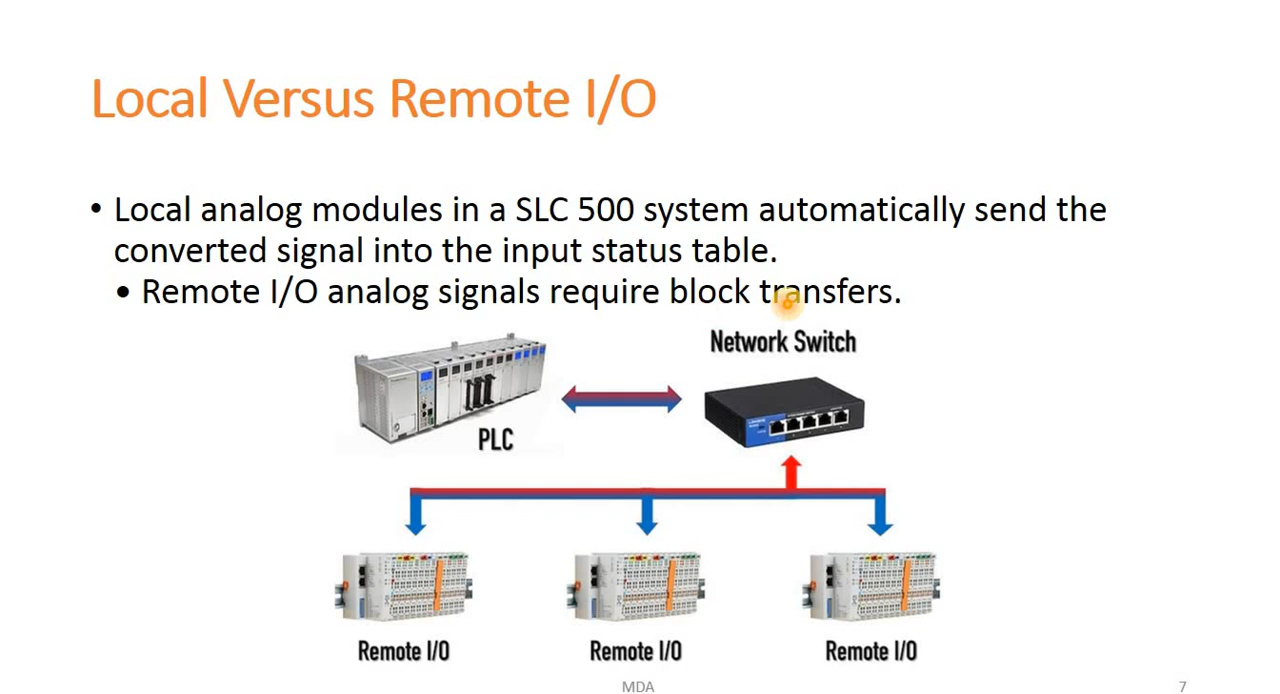 Local Versus Remote I/O
• Local analog modules in a SLC 500 system automatically send the
converted signal into the input status table.
• Remote I/O analog signals require block transfers.
Network Switch
PLC
Remote I/O
Remote I/O
Remote I/O
MDA
7